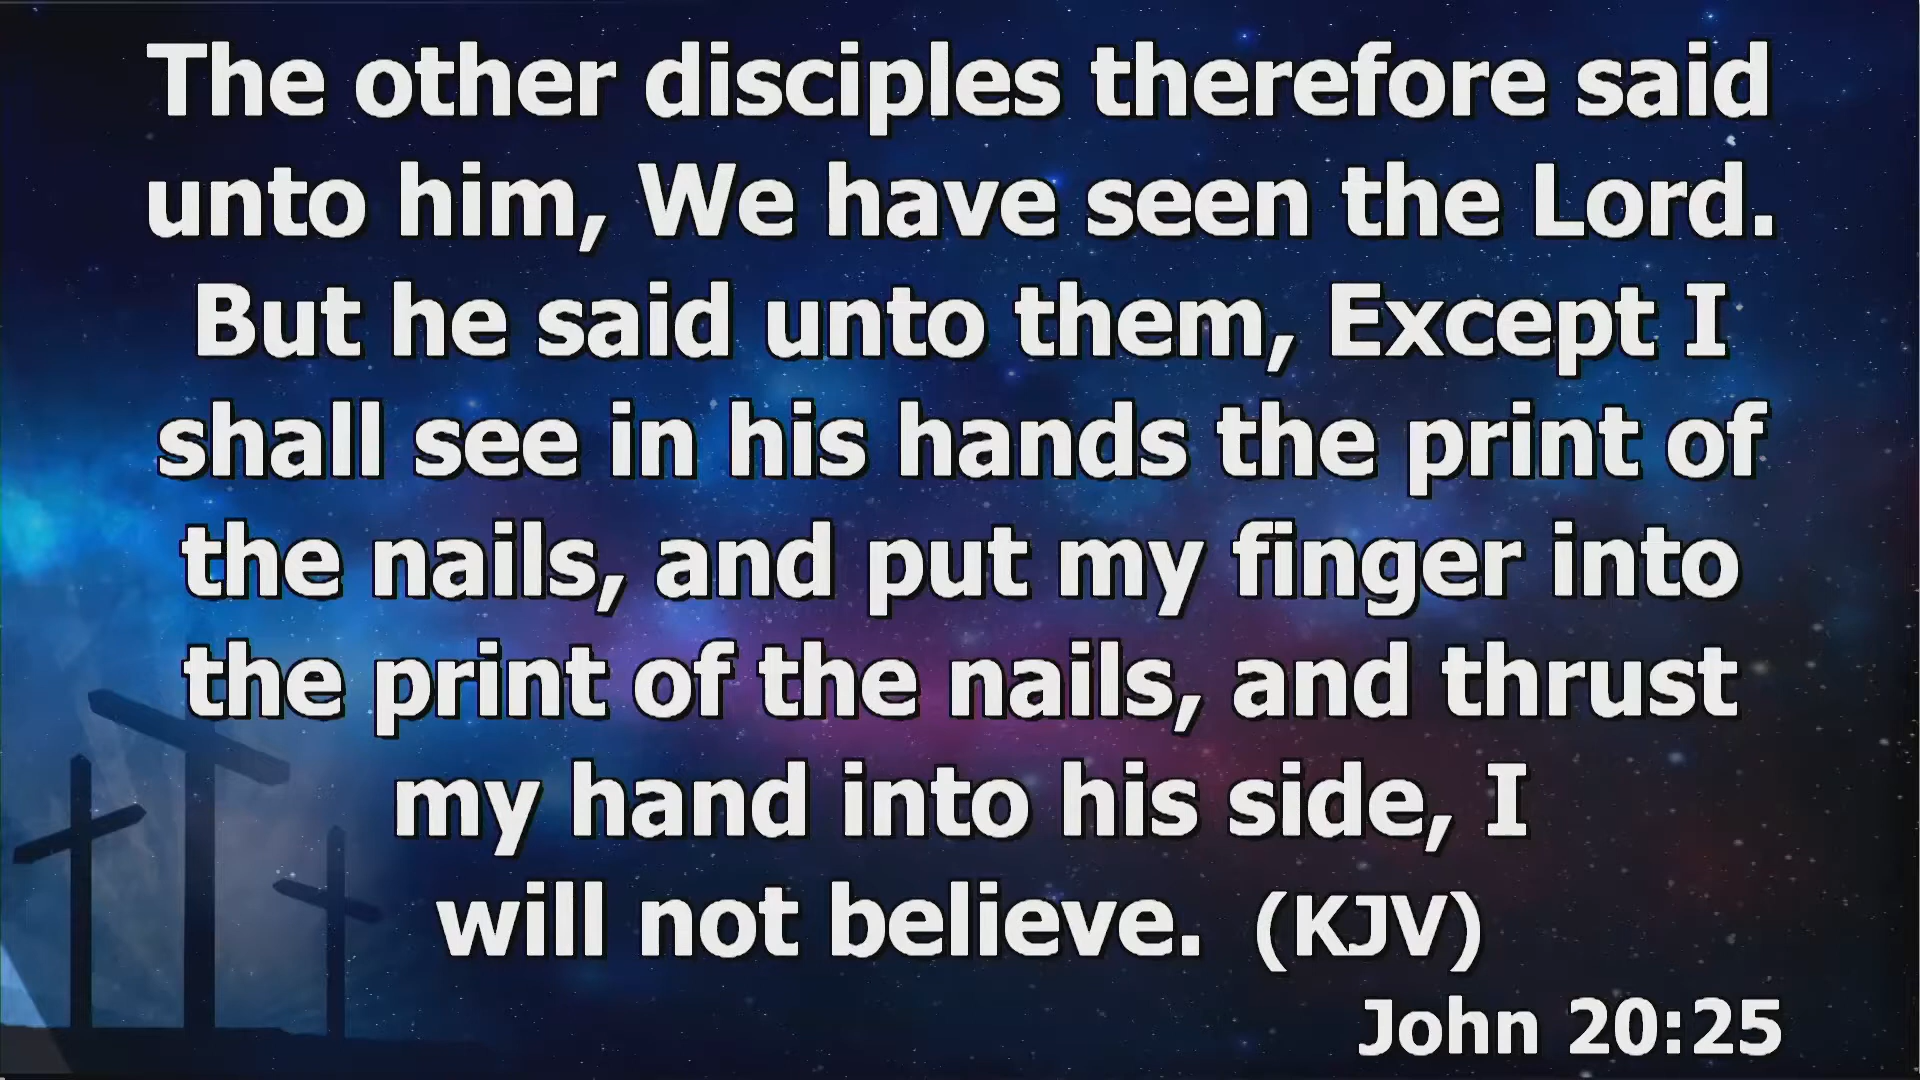 The other disciples therefore said
unto him, We have seen the Lord.
But he said unto them, Except I
shall see in his hands the print of
the nails, and put my finger into
the print of the nails, and thrust
my hand into his side, I
will not believe.  (KJV)
John 20:25